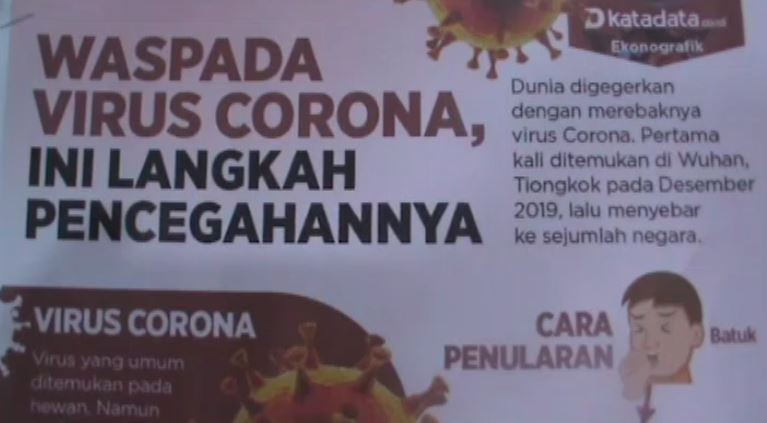 WASPADA
VIRUS CORONA,
INI LANGKAH
PENCEGAHANNYA
katadata
Ekonografik
Dunia digegerkan
dengan merebaknya
virus Corona. Pertama
kali ditemukan di Wuhan,
Tiongkok pada Desember
2019, lalu menyebar
ke sejumlah negara.
VIRUS CORONA
Virus yang umum
ditemukan pada
hewan. Namun
CARA
PENULARAN
Batuk